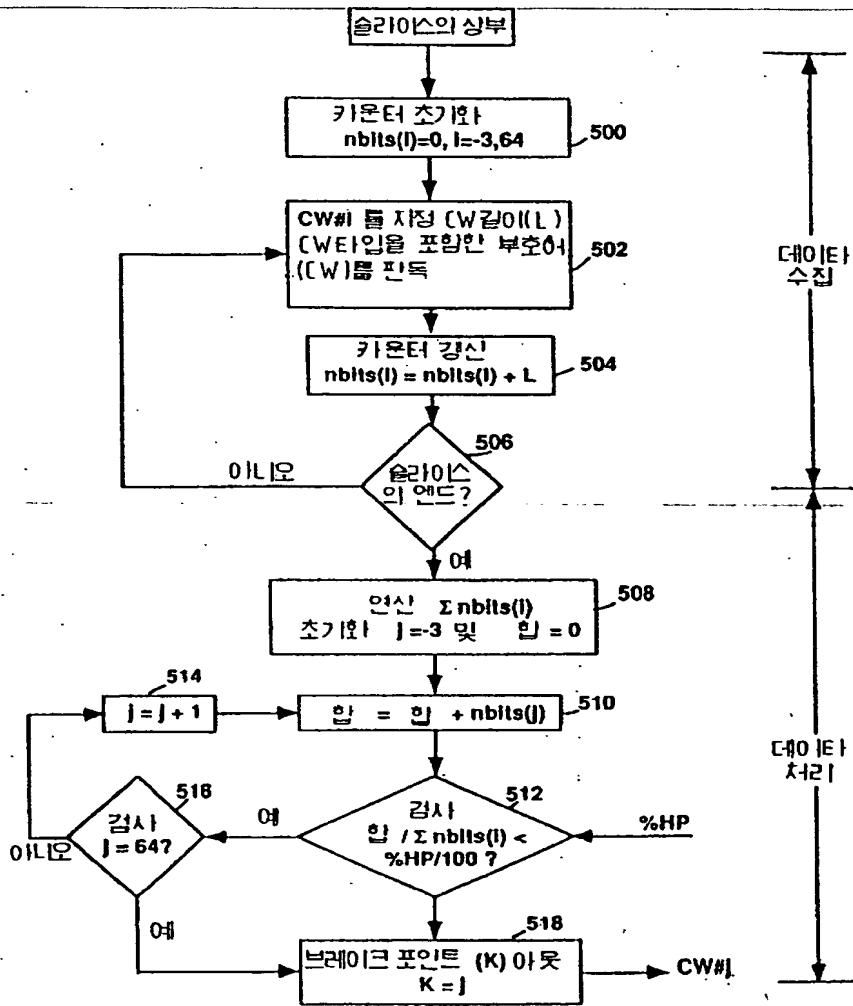 슬라이스의 상부
카운터 초기화
nbits(i)=0, i=-3,64
500
CW#i 를 지정 CW길이(L)
CW타입을 포함한 부호어
(CW)를 판독
502
카운터 갱신
nbits(i) = nbits(i) + L
504
506
슬라이스
의 엔드?
아니오
예
데이타
수집
연산 Σ nbits(i)
초기화 j=-3 및 합 = 0
508
514
j = j + 1
합 = 합 + nbits(j)
510
데이타
처리
516
검사
j = 64?
아니오
예
예
512
검사
합 / Σ nbits(i) <
%HP/100 ?
%HP
518
브레이크 포인트 (K) 아웃
K = j
CW#j